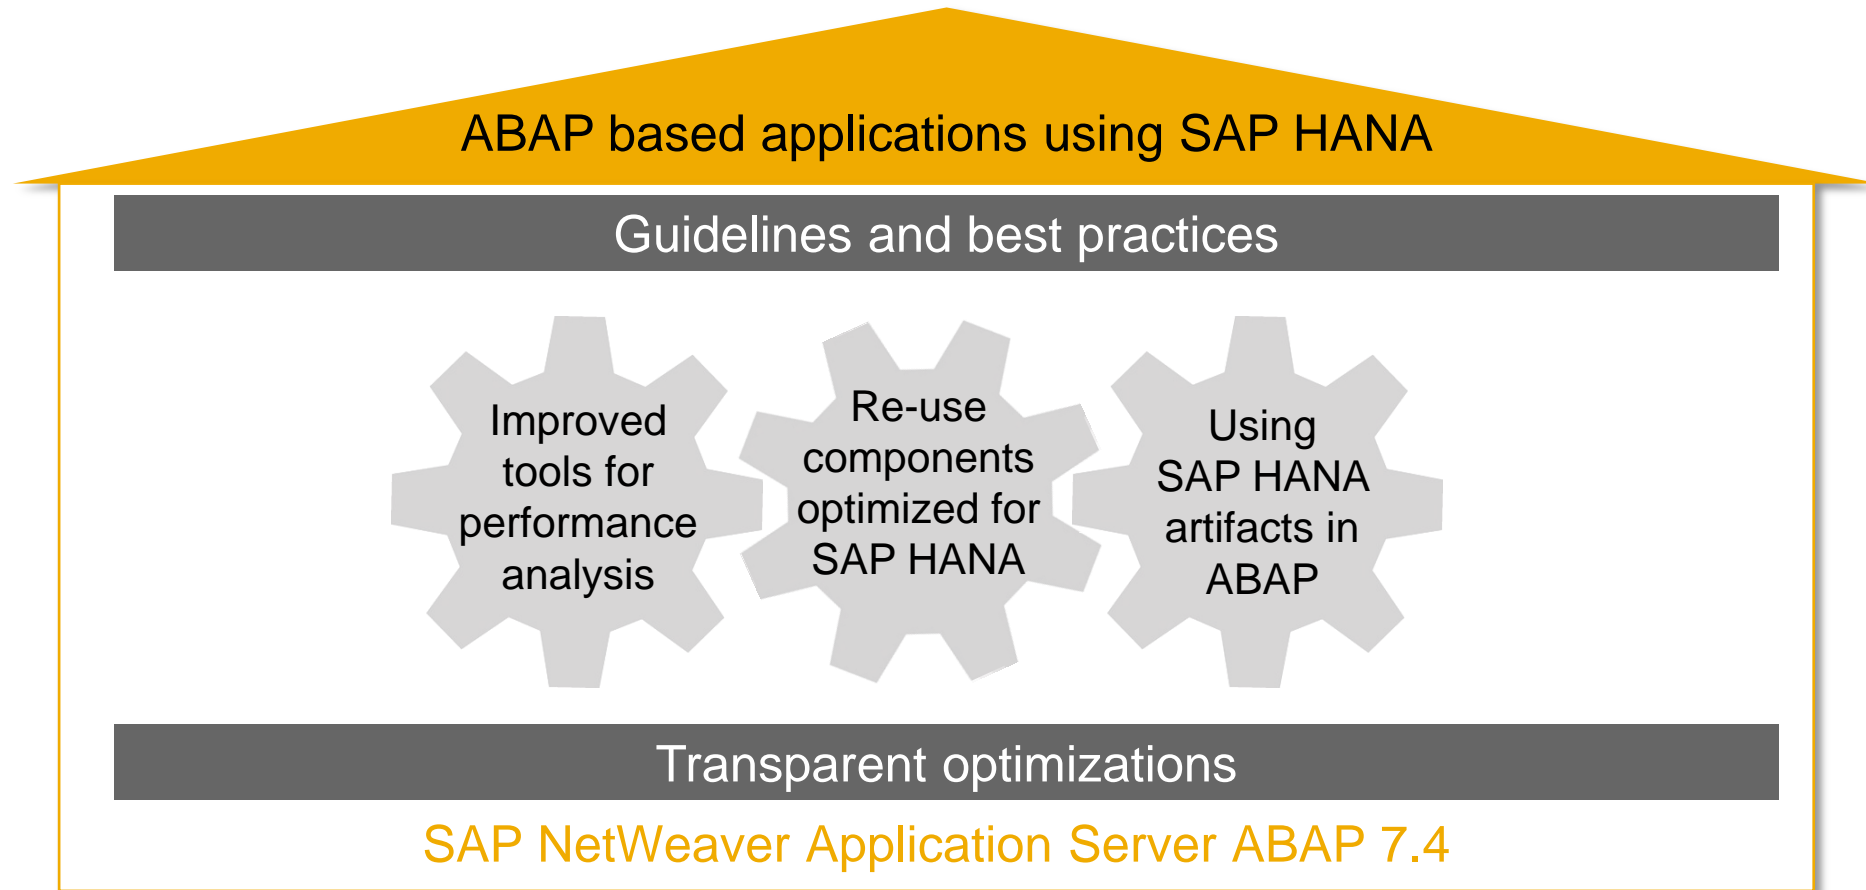 ABAP based applications using SAP HANA
Guidelines and best practices
Improved
tools for
performance
analysis
Re-use
components
optimized for
SAP HANA
Using
SAP HANA
artifacts in
ABAP
Transparent optimizations
SAP NetWeaver Application Server ABAP 7.4